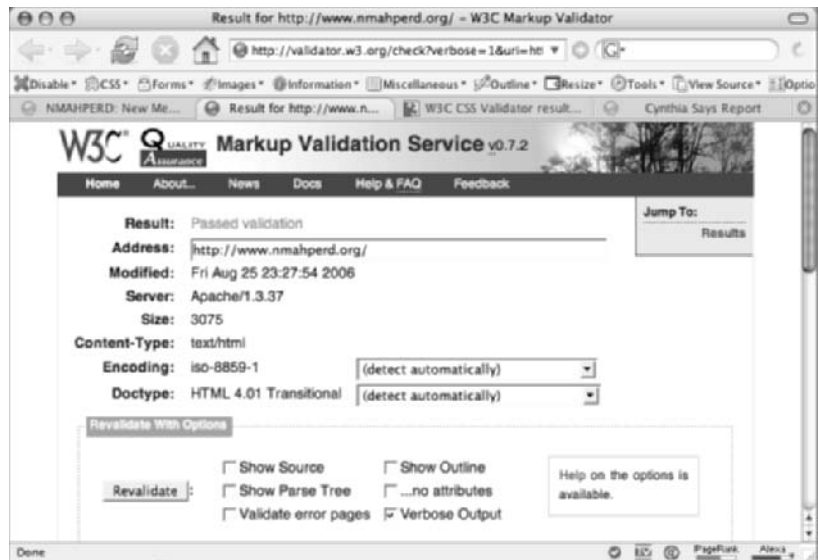 Result for http://www.nmahperd.org/ - W3C Markup Validator
http://validator.w3.org/check?verbose=1&uri=htt
G
Disable CSS Forms Images Information Miscellaneous Outline Resize Tools View Source Optio
NMAHPERD: New Me... Result for http://www.n... W3C CSS Validator result... Cynthia Says Report
W3C QUALITY Assurance Markup Validation Service v0.7.2
Home About... News Docs Help & FAQ Feedback
Jump To:
Results
Result: Passed validation
Address: http://www.nmahperd.org/
Modified: Fri Aug 25 23:27:54 2006
Server: Apache/1.3.37
Size: 3075
Content-Type: text/html
Encoding: iso-8859-1 (detect automatically)
Doctype: HTML 4.01 Transitional (detect automatically)
Revalidate With Options
Show Source Show Outline
Revalidate : Show Parse Tree ...no attributes
Validate error pages Verbose Output
Help on the options is
available.
Done PageRank Alexa